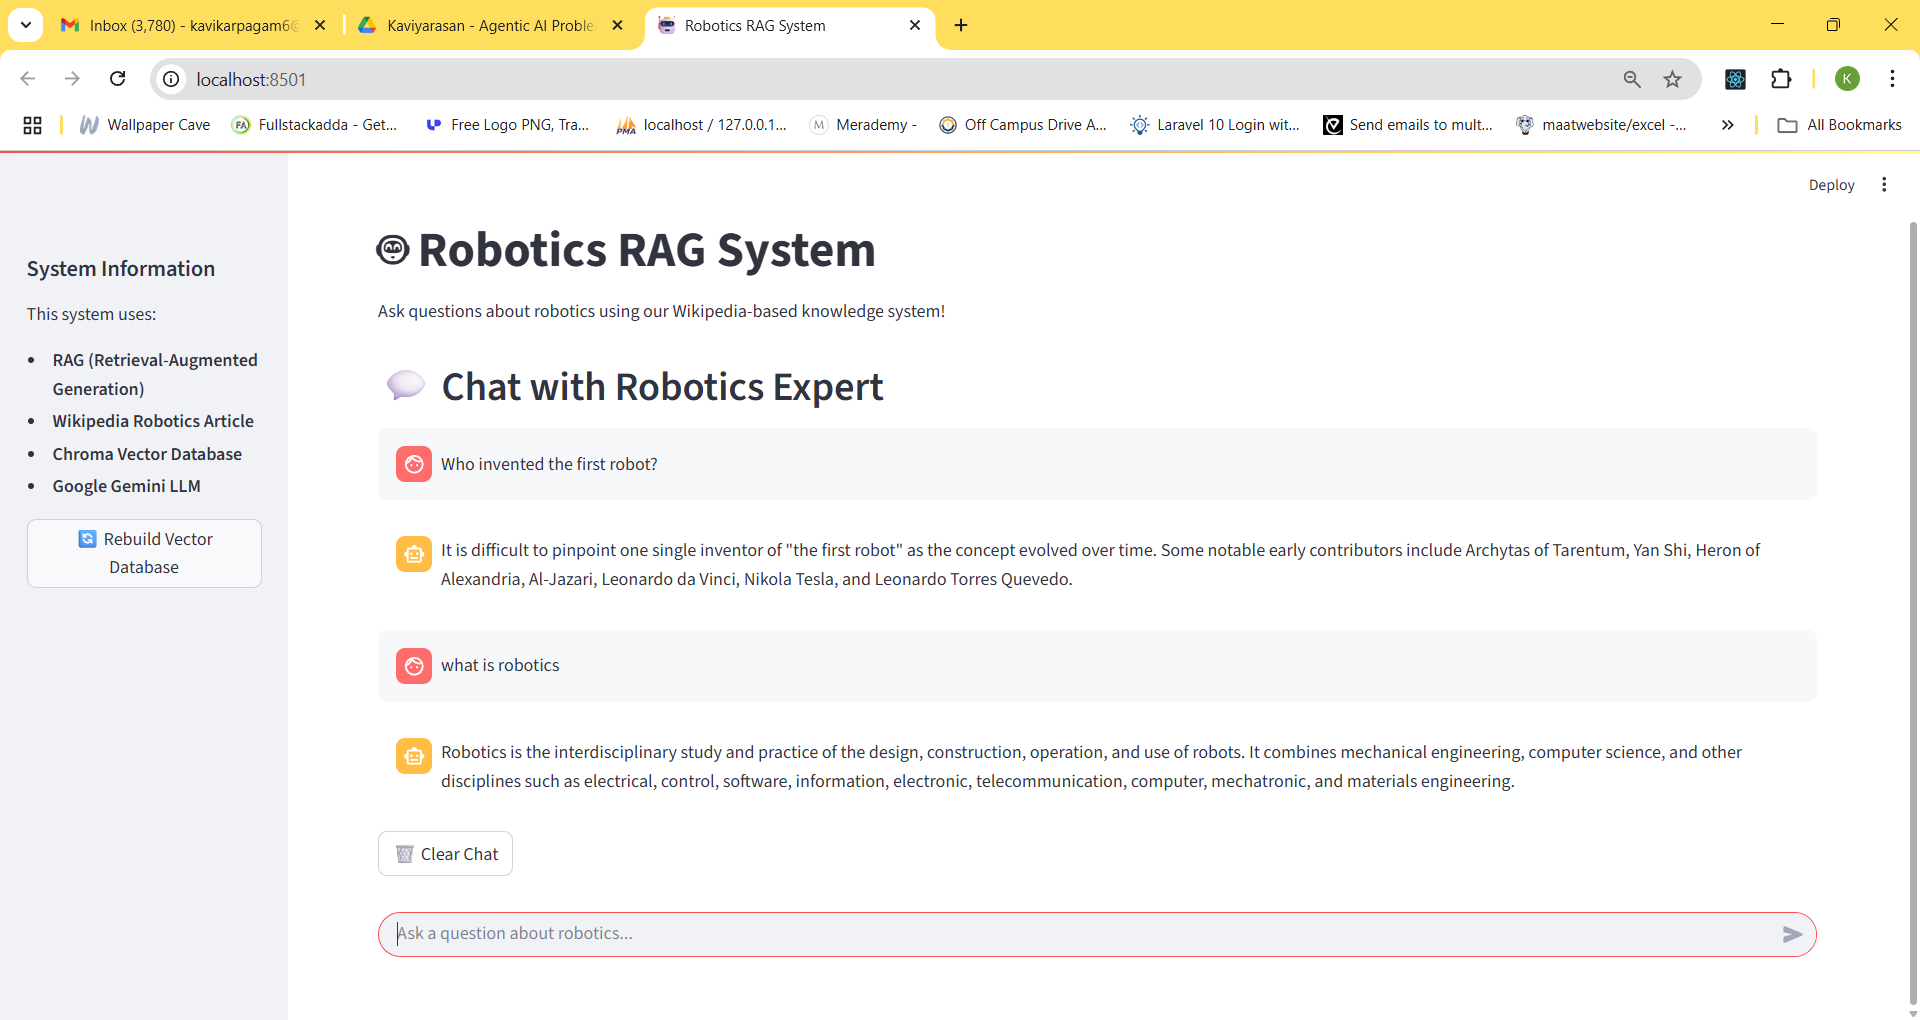 Inbox (3,780) - kavikarpagam6@
Kaviyarasan - Agentic AI Proble
Robotics RAG System
localhost:8501
K
Wallpaper Cave
FA Fullstackadda - Get...
Free Logo PNG, Tra...
PMA localhost / 127.0.0.1...
M Merademy -
Off Campus Drive A...
Laravel 10 Login wit...
Send emails to mult...
maatwebsite/excel -...
All Bookmarks
Deploy
System Information
This system uses:
• RAG (Retrieval-Augmented
Generation)
• Wikipedia Robotics Article
• Chroma Vector Database
• Google Gemini LLM
Rebuild Vector
Database
Robotics RAG System
Ask questions about robotics using our Wikipedia-based knowledge system!
Chat with Robotics Expert
Who invented the first robot?
It is difficult to pinpoint one single inventor of "the first robot" as the concept evolved over time. Some notable early contributors include Archytas of Tarentum, Yan Shi, Heron of
Alexandria, Al-Jazari, Leonardo da Vinci, Nikola Tesla, and Leonardo Torres Quevedo.
what is robotics
Robotics is the interdisciplinary study and practice of the design, construction, operation, and use of robots. It combines mechanical engineering, computer science, and other
disciplines such as electrical, control, software, information, electronic, telecommunication, computer, mechatronic, and materials engineering.
Clear Chat
Ask a question about robotics...